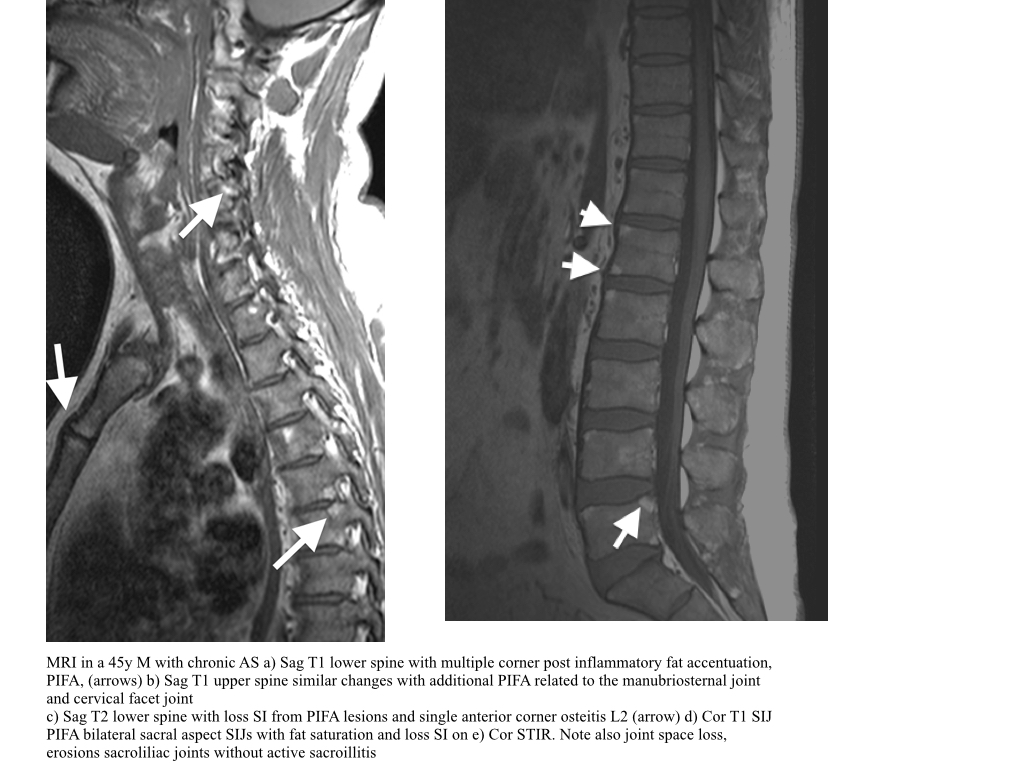 MRI in a 45y M with chronic AS a) Sag T1 lower spine with multiple corner post inflammatory fat accentuation,
PIFA, (arrows) b) Sag T1 upper spine similar changes with additional PIFA related to the manubriosternal joint
and cervical facet joint
c) Sag T2 lower spine with loss SI from PIFA lesions and single anterior corner osteitis L2 (arrow) d) Cor T1 SIJ
PIFA bilateral sacral aspect SIJs with fat saturation and loss SI on e) Cor STIR. Note also joint space loss,
erosions sacroliliac joints without active sacroillitis